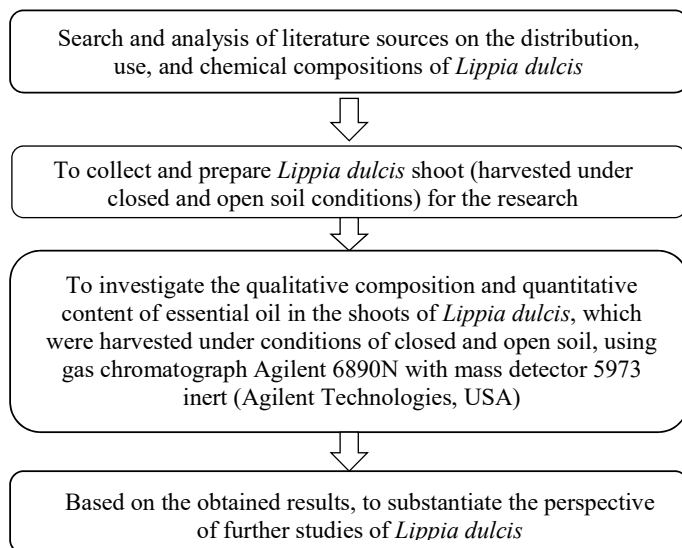 Search and analysis of literature sources on the distribution,
use, and chemical compositions of Lippia dulcis
To collect and prepare Lippia dulcis shoot (harvested under
closed and open soil conditions) for the research
To investigate the qualitative composition and quantitative
content of essential oil in the shoots of Lippia dulcis, which
were harvested under conditions of closed and open soil, using
gas chromatograph Agilent 6890N with mass detector 5973
inert (Agilent Technologies, USA)
Based on the obtained results, to substantiate the perspective
of further studies of Lippia dulcis